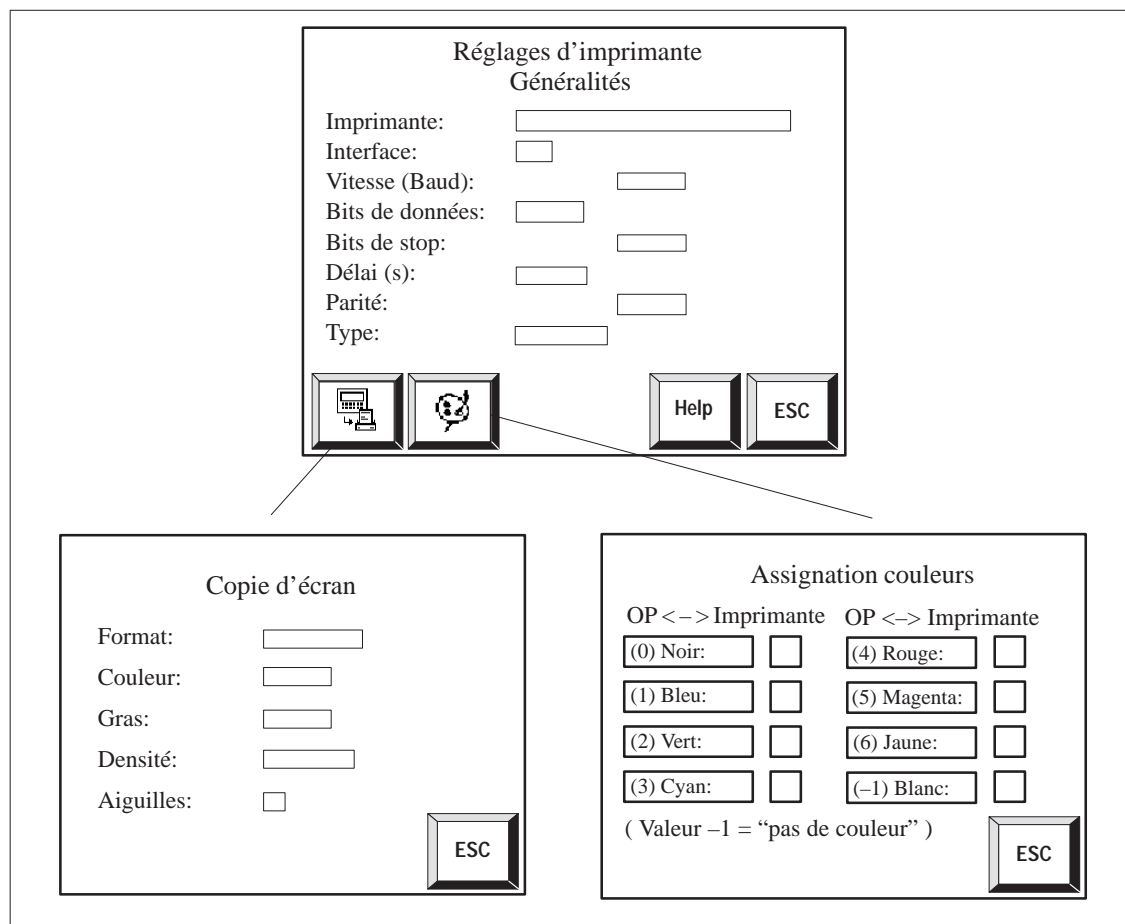 Réglages d’imprimante
Généralités
Imprimante:
Interface:
Vitesse (Baud):
Bits de données:
Bits de stop:
Délai (s):
Parité:
Type:
Help
ESC
Copie d’écran
Format:
Couleur:
Gras:
Densité:
Aiguilles:
ESC
Assignation couleurs
OP <–> Imprimante OP <–> Imprimante
(0) Noir: (4) Rouge:
(1) Bleu: (5) Magenta:
(2) Vert: (6) Jaune:
(3) Cyan: (–1) Blanc:
( Valeur –1 = “pas de couleur” )
ESC